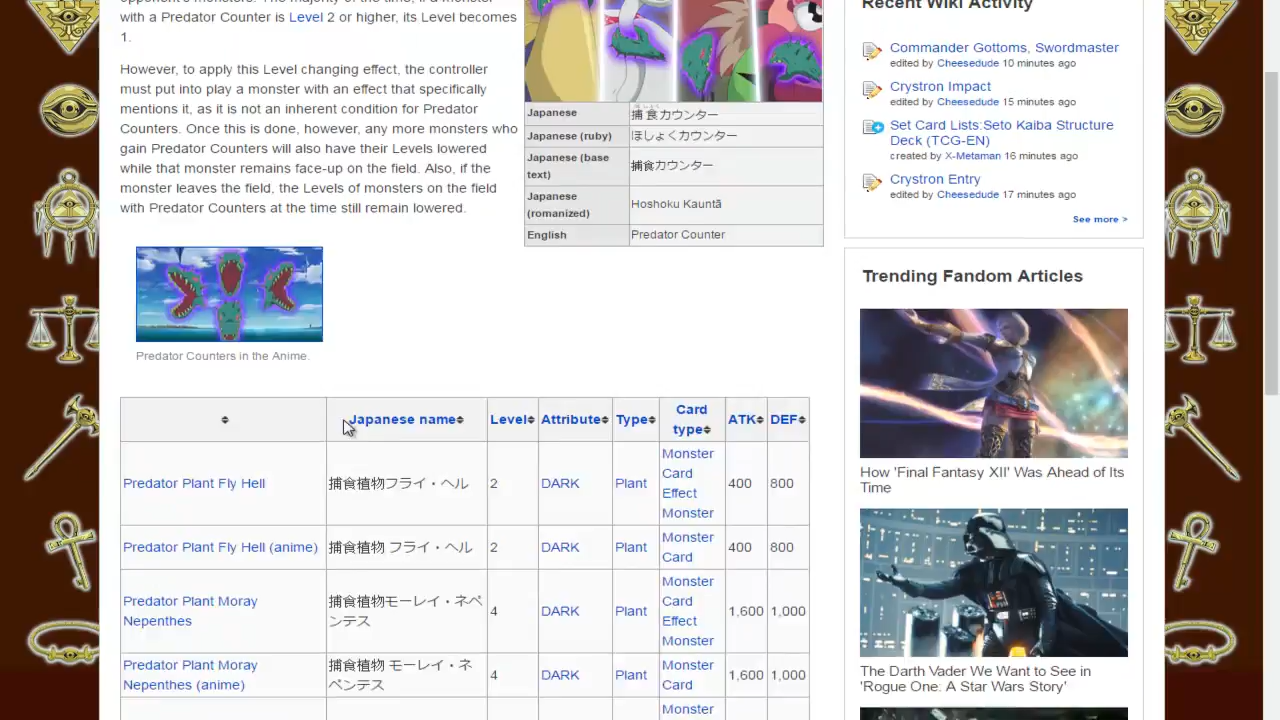 opponent's monsters. The majority of the time, if a monster
with a Predator Counter is Level 2 or higher, its Level becomes
1.
However, to apply this Level changing effect, the controller
must put into play a monster with an effect that specifically
mentions it, as it is not an inherent condition for Predator
Counters. Once this is done, however, any more monsters who
gain Predator Counters will also have their Levels lowered
while that monster remains face-up on the field. Also, if the
monster leaves the field, the Levels of monsters on the field
with Predator Counters at the time still remain lowered.
Japanese 捕食カウンター
Japanese (ruby) ほしょくカウンター
Japanese (base
text) 捕食カウンター
Japanese
(romanized) Hoshoku Kauntā
English Predator Counter
Predator Counters in the Anime.
Japanese name Level Attribute Type Card
type ATK DEF
Predator Plant Fly Hell 捕食植物フライ・ヘル 2 DARK Plant Monster
Card
Effect
Monster 400 800
Predator Plant Fly Hell (anime) 捕食植物 フライ・ヘル 2 DARK Plant Monster
Card 400 800
Predator Plant Moray
Nepenthes 捕食植物モーレイ・ネペ
ンテス 4 DARK Plant Monster
Card
Effect
Monster 1,600 1,000
Predator Plant Moray
Nepenthes (anime) 捕食植物 モーレイ・ネ
ペンテス 4 DARK Plant Monster
Card 1,600 1,000
Monster
Recent Wiki Activity
Commander Gottoms, Swordmaster
edited by Cheesedude 10 minutes ago
Crystron Impact
edited by Cheesedude 15 minutes ago
Set Card Lists:Seto Kaiba Structure
Deck (TCG-EN)
created by X-Metaman 16 minutes ago
Crystron Entry
edited by Cheesedude 17 minutes ago
See more >
Trending Fandom Articles
How 'Final Fantasy XII' Was Ahead of Its
Time
The Darth Vader We Want to See in
'Rogue One: A Star Wars Story'